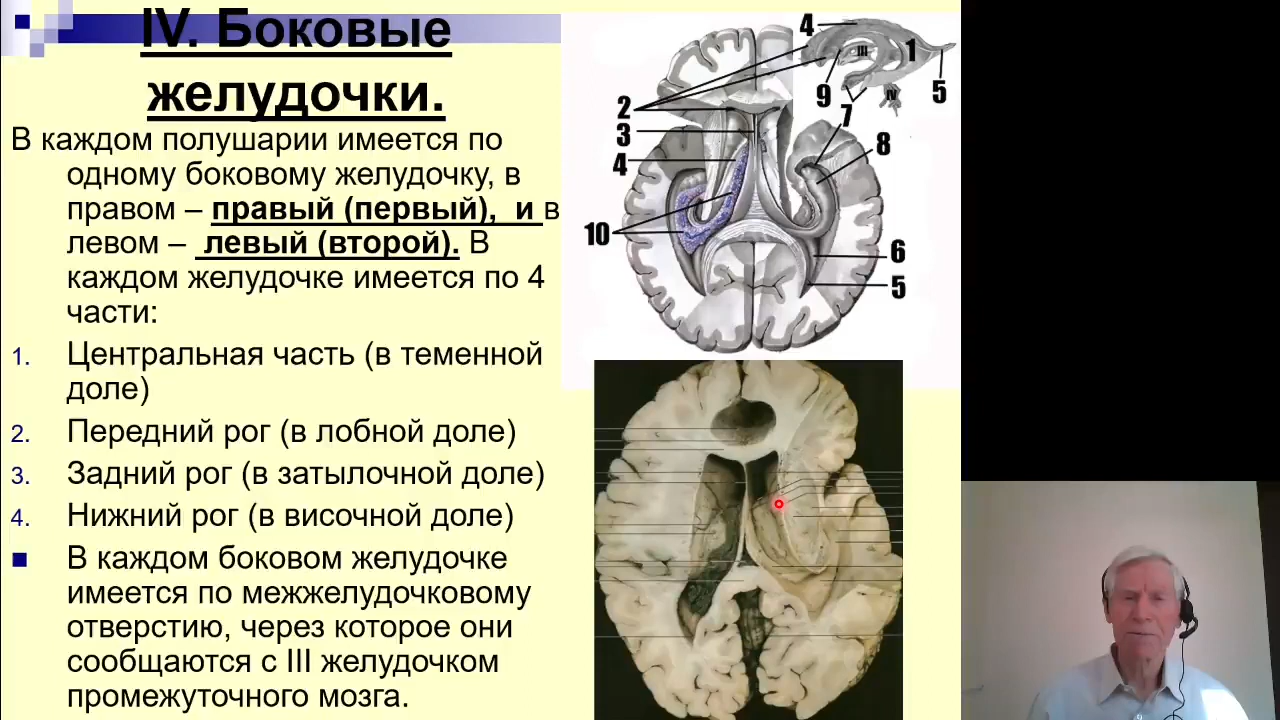 IV. Боковые
желудочки.
В каждом полушарии имеется по
одному боковому желудочку, в
правом – правый (первый),  и в
левом –  левый (второй). В
каждом желудочке имеется по 4
части:
1. Центральная часть (в теменной
доле)
2. Передний рог (в лобной доле)
3. Задний рог (в затылочной доле)
4. Нижний рог (в височной доле)
В каждом боковом желудочке
имеется по межжелудочковому
отверстию, через которое они
сообщаются с III желудочком
промежуточного мозга.
4
III
1
9
7
IV
5
2
3
4
8
10
6
5